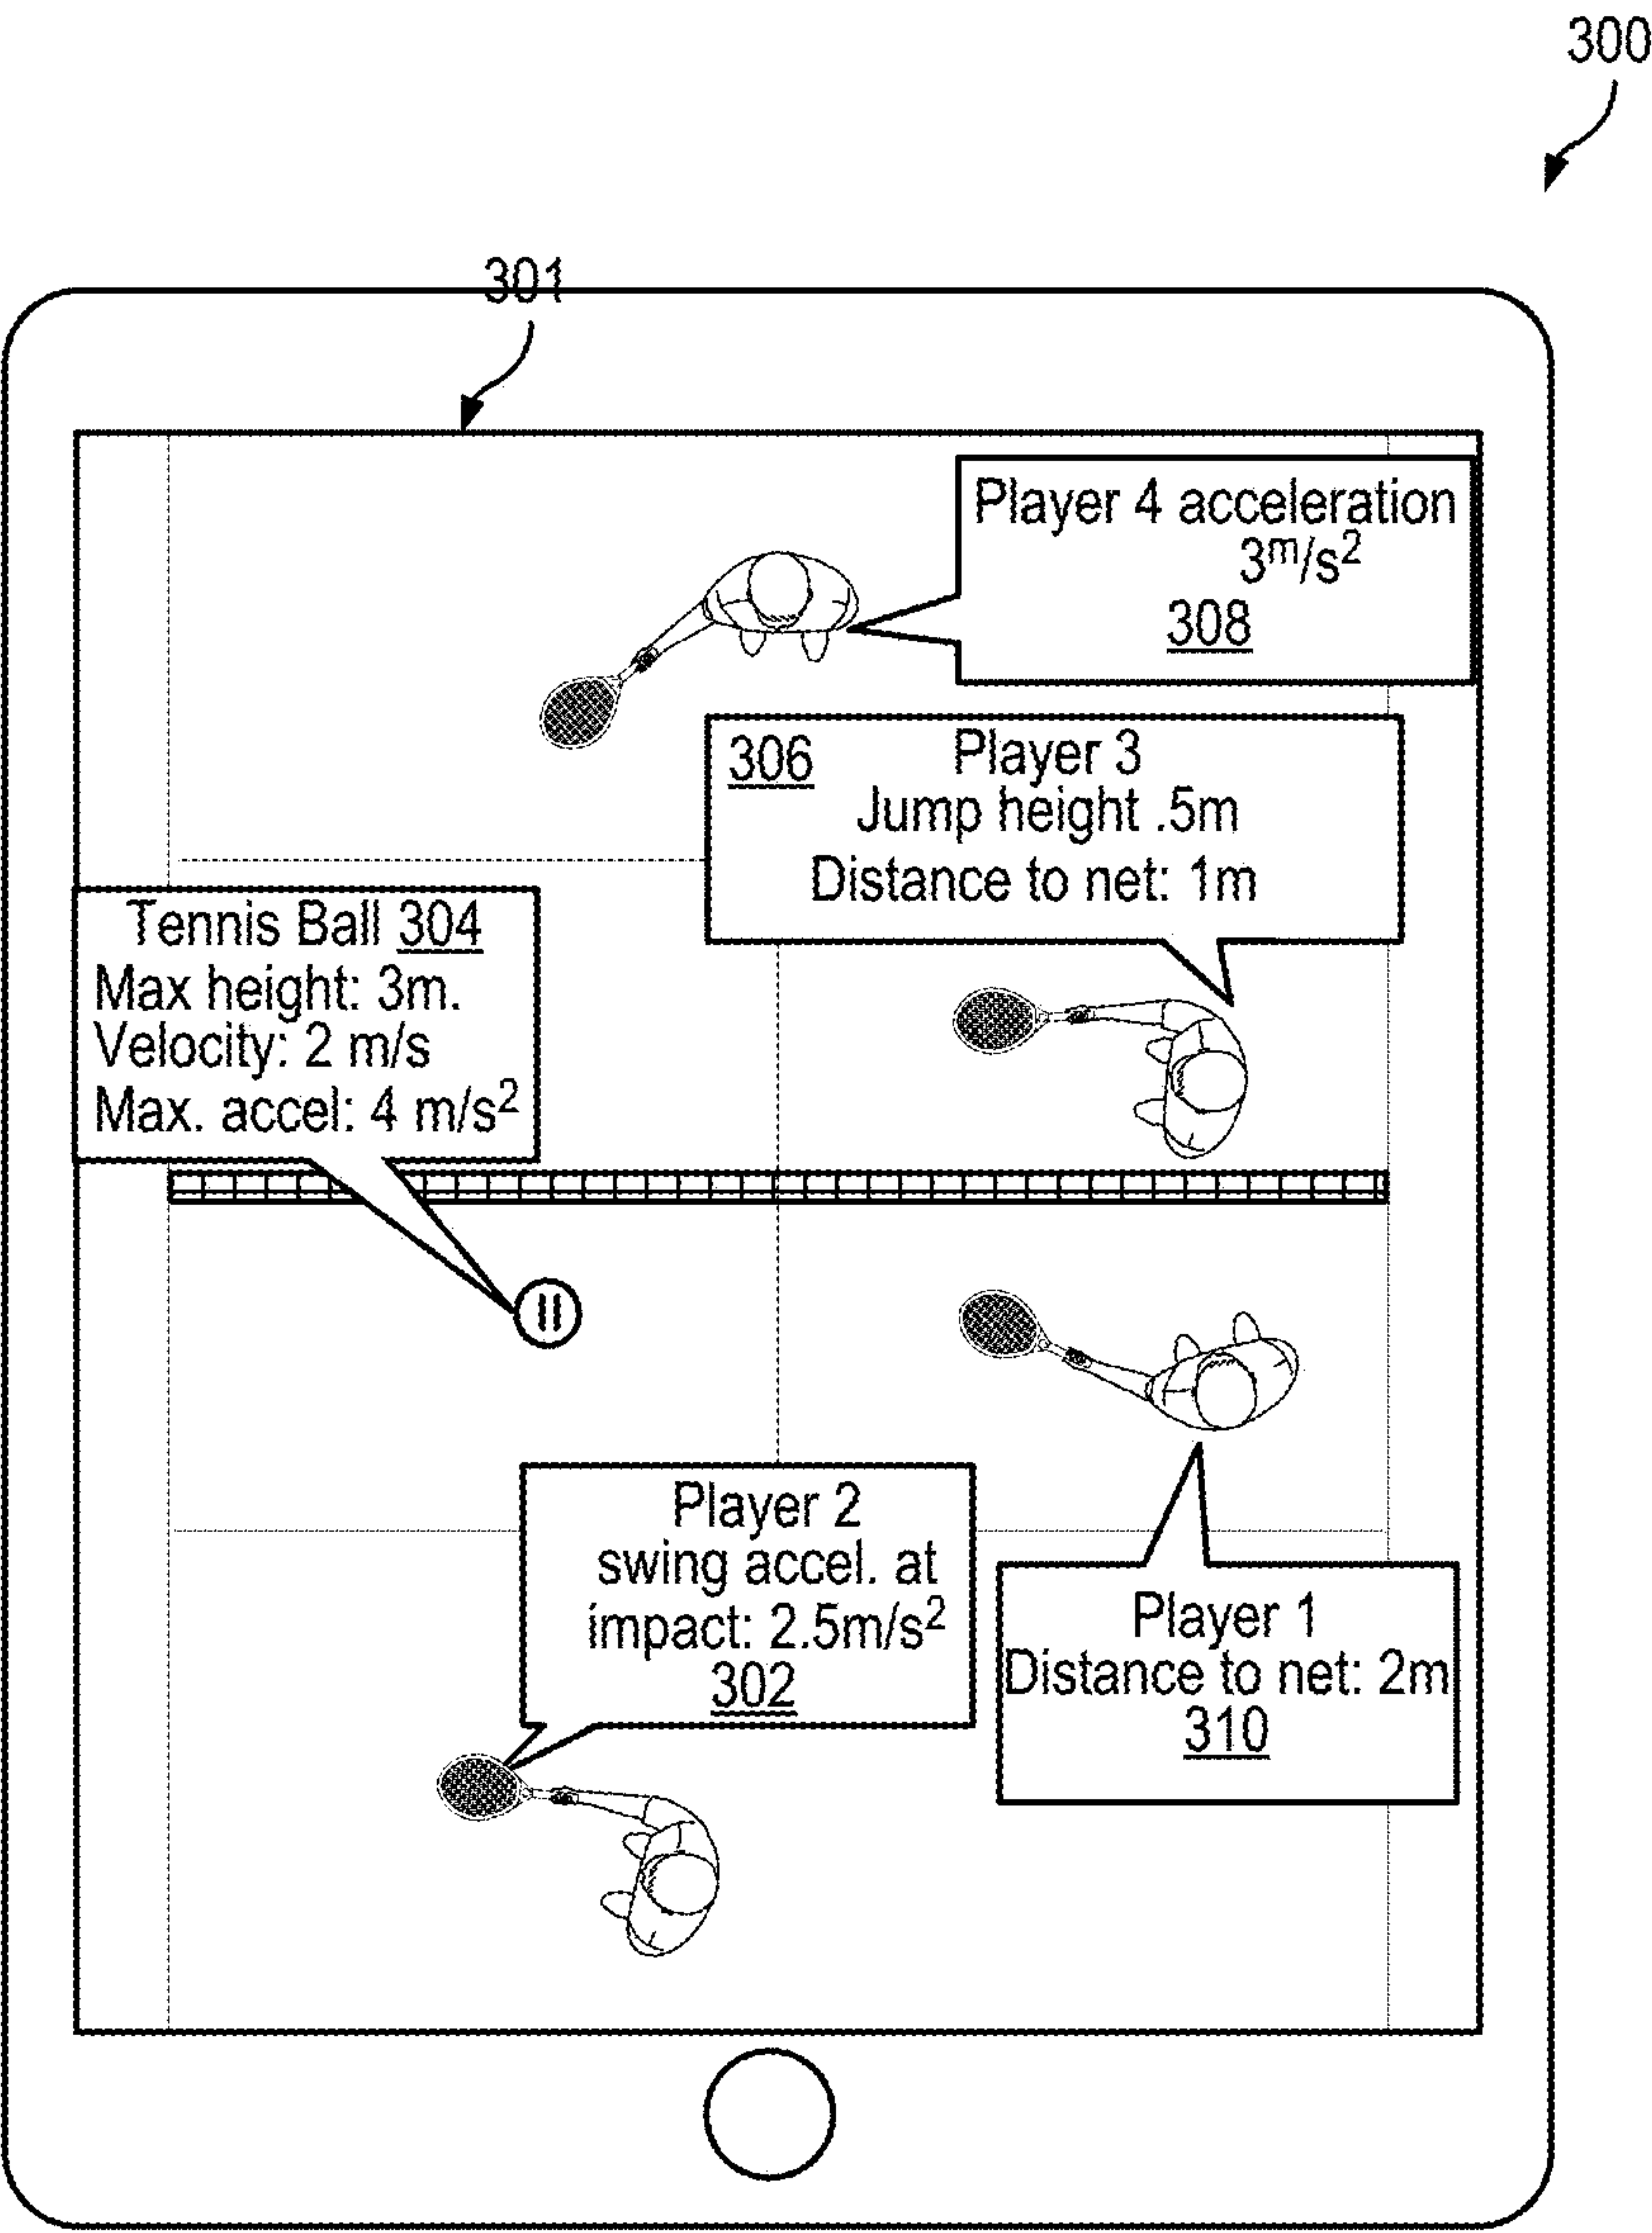 300
301
Player 4 acceleration
3m/s2
308
306 Player 3
Jump height .5m
Distance to net: 1m
Tennis Ball 304
Max height: 3m.
Velocity: 2 m/s
Max. accel: 4 m/s2
Player 2
swing accel. at
impact: 2.5m/s2
302
Player 1
Distance to net: 2m
310